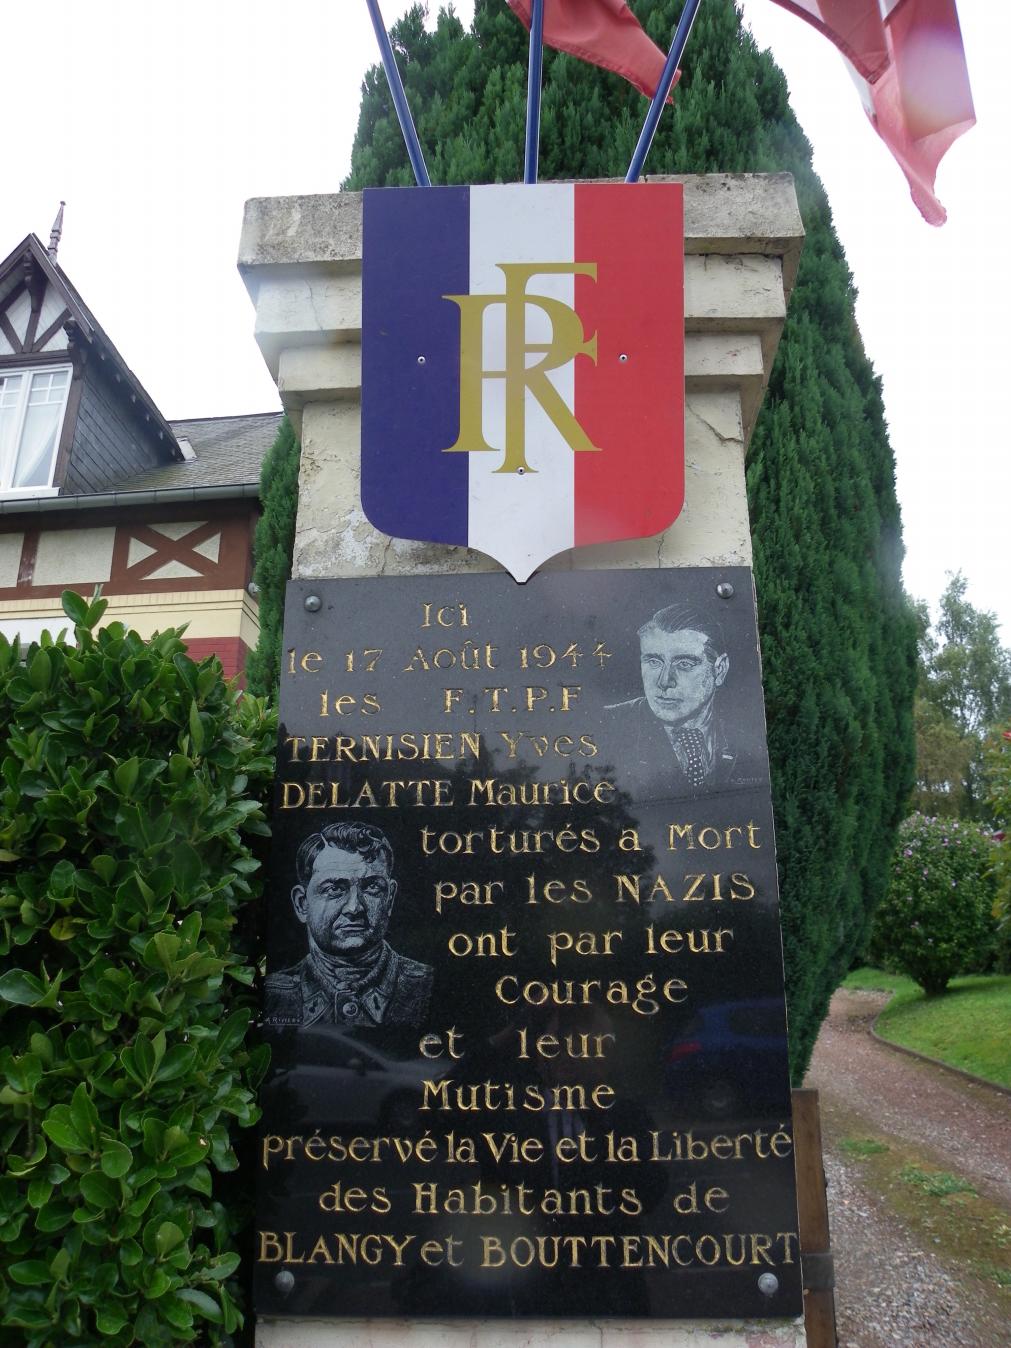 RF
Ici
le 17 Août 1944
les F.T.P.F
TERNISIEN Yves
DELATTE Maurice
torturés a Mort
par les NAZIS
ont par leur
Courage
et leur
Mutisme
préservé la Vie et la Liberté
des Habitants de
BLANGY et BOUTTENCOURT